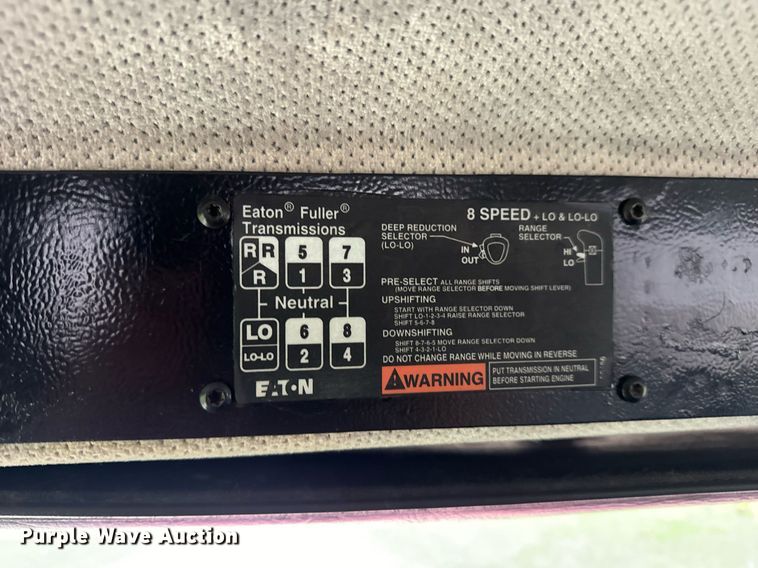 Eaton® Fuller®
Transmissions
8 SPEED + LO & LO-LO
R R 5 7
R 1 3
Neutral
LO 6 8
LO-LO 2 4
EATON
DEEP REDUCTION
SELECTOR
(LO-LO)
IN
OUT
RANGE
SELECTOR
HI
LO
PRE-SELECT ALL RANGE SHIFTS
(MOVE RANGE SELECTOR BEFORE MOVING SHIFT LEVER)
UPSHIFTING
START WITH RANGE SELECTOR DOWN
SHIFT LO-1-2-3-4 RAISE RANGE SELECTOR
SHIFT 5-6-7-8
DOWNSHIFTING
SHIFT 8-7-6-5 MOVE RANGE SELECTOR DOWN
SHIFT 4-3-2-1-LO
DO NOT CHANGE RANGE WHILE MOVING IN REVERSE
WARNING
PUT TRANSMISSION IN NEUTRAL
BEFORE STARTING ENGINE
Purple Wave Auction